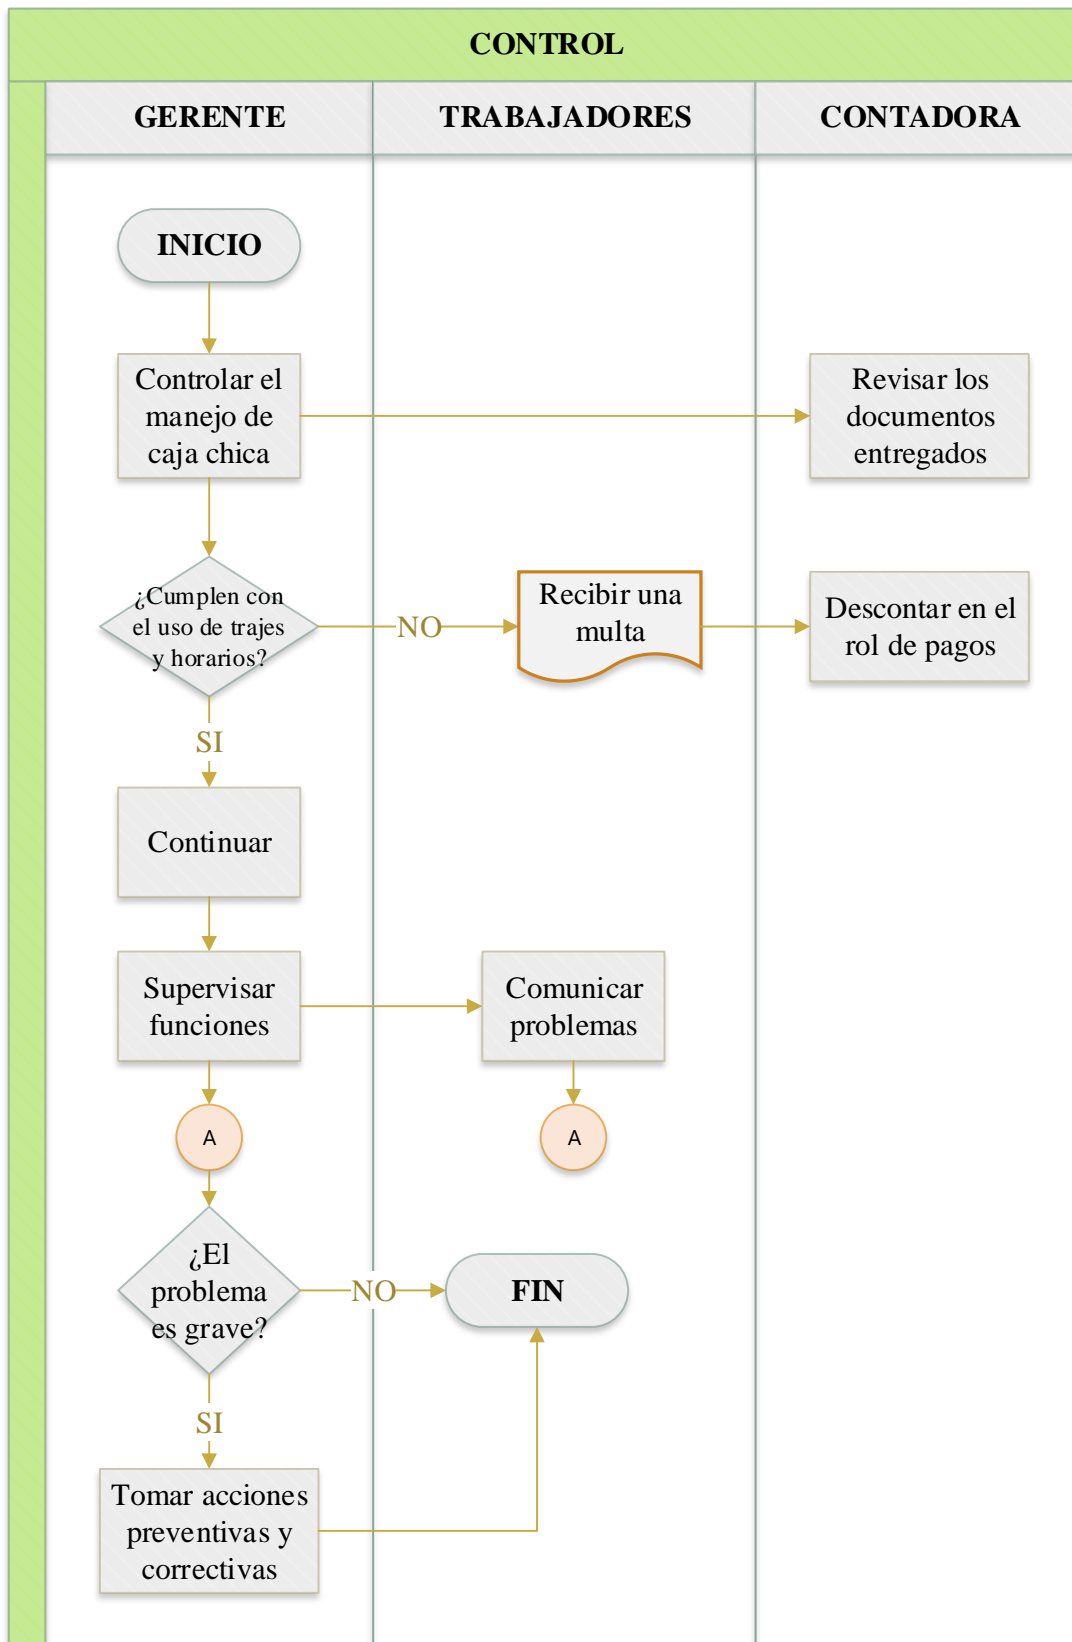 CONTROL
GERENTE
TRABAJADORES
CONTADORA
INICIO
Controlar el
manejo de
caja chica
Revisar los
documentos
entregados
¿Cumplen con
el uso de trajes
y horarios?
NO
Recibir una
multa
Descontar en el
rol de pagos
SI
Continuar
Supervisar
funciones
Comunicar
problemas
A
A
¿El
problema
es grave?
NO
FIN
SI
Tomar acciones
preventivas y
correctivas